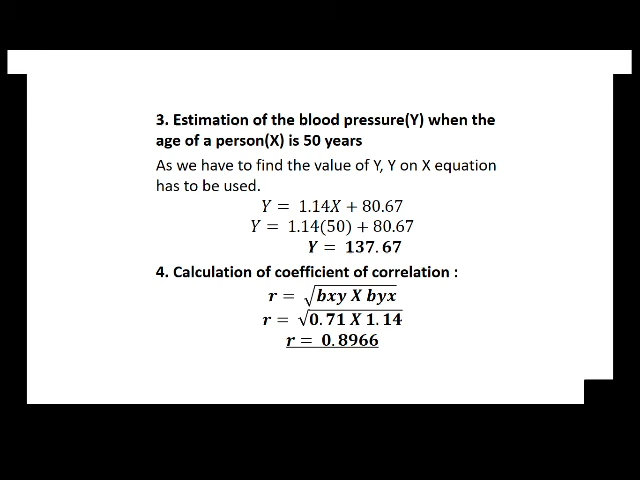 3. Estimation of the blood pressure(Y) when the
age of a person(X) is 50 years
As we have to find the value of Y, Y on X equation
has to be used.
Y = 1.14X + 80.67
Y = 1.14(50) + 80.67
Y = 137.67
4. Calculation of coefficient of correlation :
r = √bxy X byx
r = √0.71 X 1.14
r = 0.8966